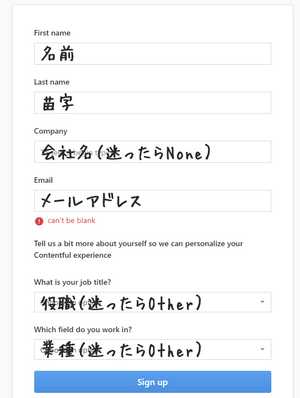 First name
名前
Last name
苗字
Company
会社名(迷ったらNone)
Email
メールアドレス
can't be blank
Tell us a bit more about yourself so we can personalize your
Contentful experience
What is your job title?
役職(迷ったらOther)
Which field do you work in?
業種(迷ったらOther)
Sign up